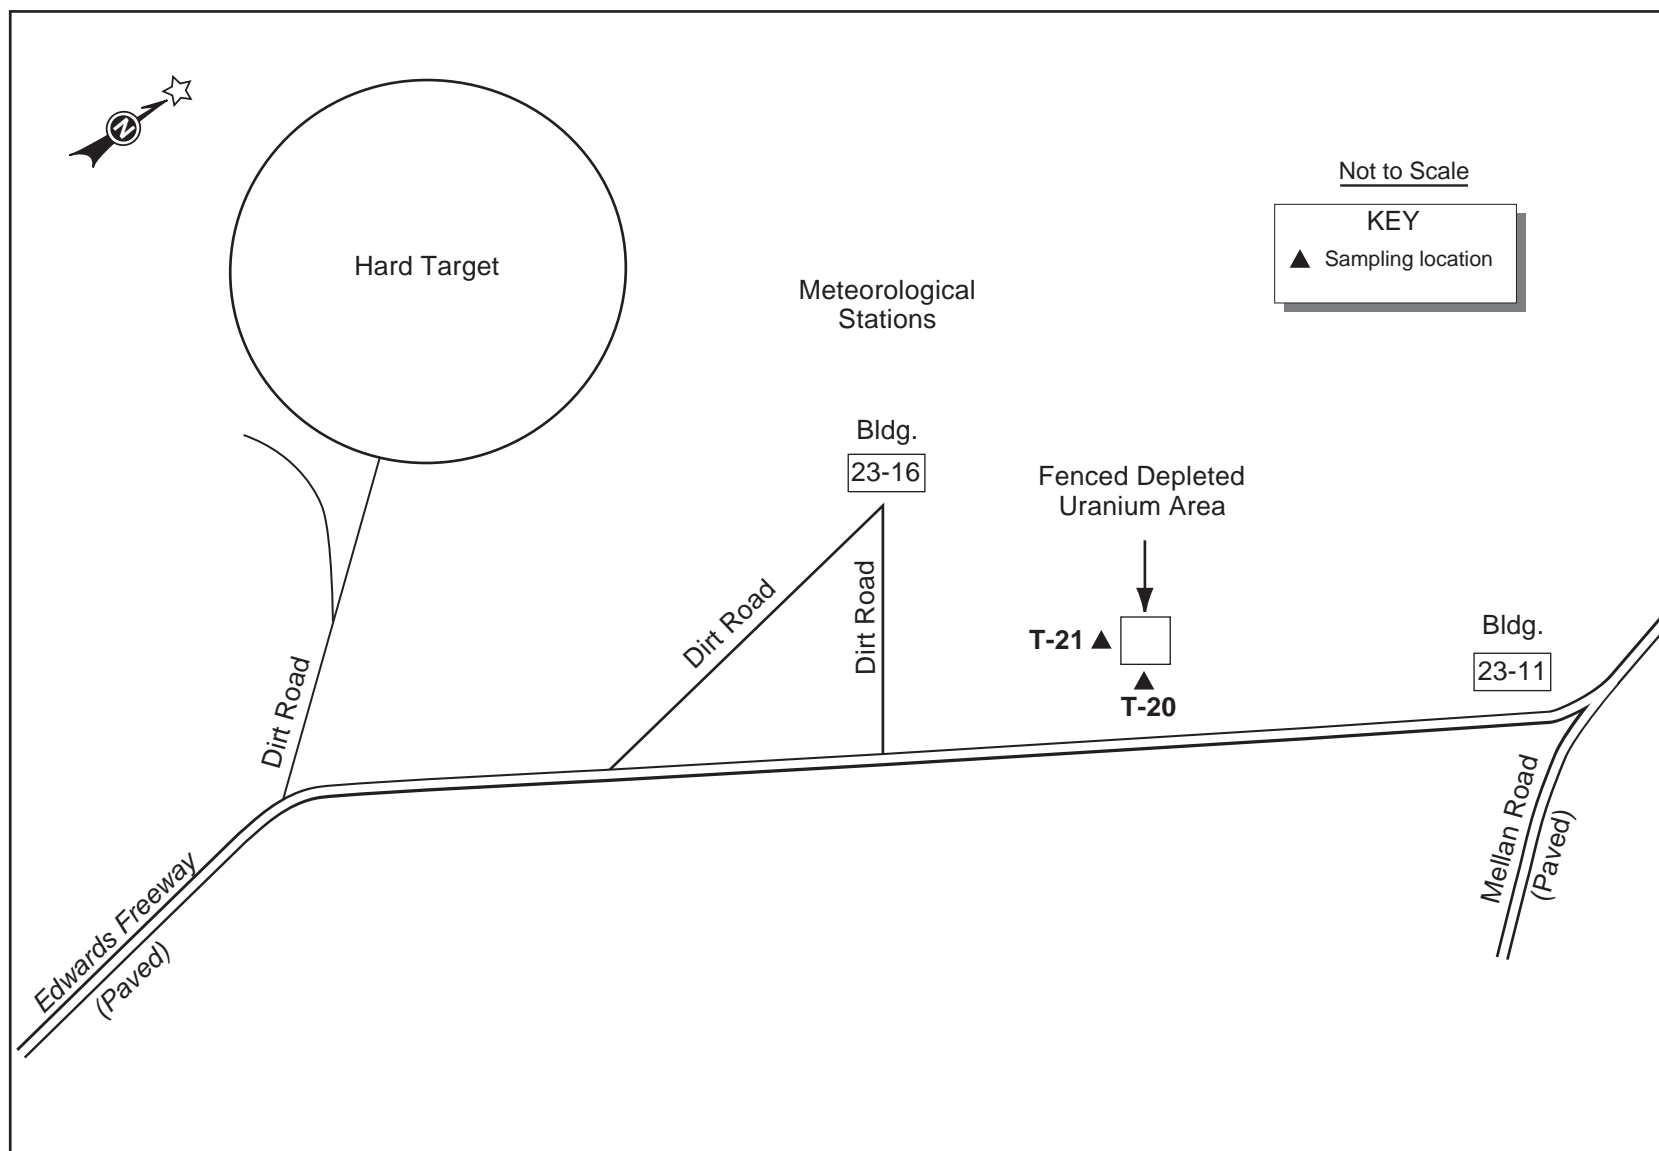 N
Hard Target
Not to Scale
KEY
Sampling location
Meteorological
Stations
Bldg.
23-16
Fenced Depleted
Uranium Area
Dirt Road
Dirt Road
Dirt Road
T-21
T-20
Bldg.
23-11
Edwards Freeway
(Paved)
Mellan Road
(Paved)